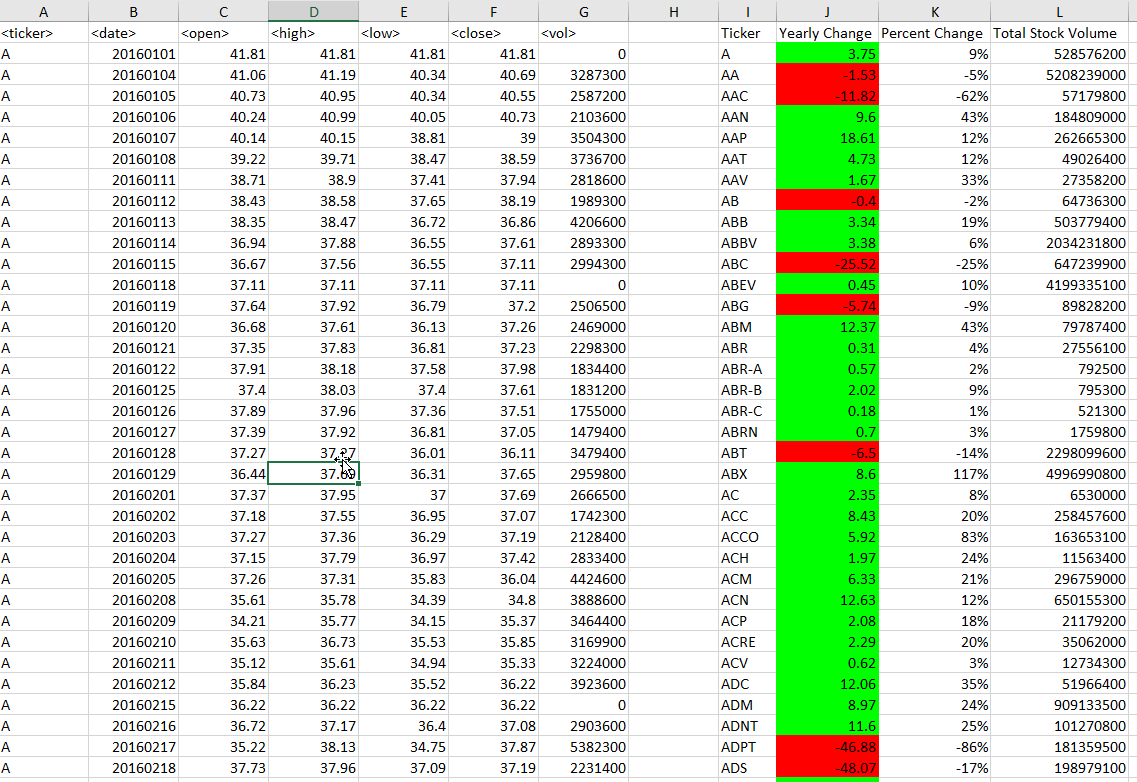 A B C D E F G H I J K L
<ticker> <date> <open> <high> <low> <close> <vol> Ticker Yearly Change Percent Change Total Stock Volume
A 20160101 41.81 41.81 41.81 41.81 0 A 3.75 9% 528576200
A 20160104 41.06 41.19 40.34 40.69 3287300 AA -1.53 -5% 5208239000
A 20160105 40.73 40.95 40.34 40.55 2587200 AAC -11.82 -62% 57179800
A 20160106 40.24 40.99 40.05 40.73 2103600 AAN 9.6 43% 184809000
A 20160107 40.14 40.15 38.81 39 3504300 AAP 18.61 12% 262665300
A 20160108 39.22 39.71 38.47 38.59 3736700 AAT 4.73 12% 49026400
A 20160111 38.71 38.9 37.41 37.94 2818600 AAV 1.67 33% 27358200
A 20160112 38.43 38.58 37.65 38.19 1989300 AB -0.4 -2% 64736300
A 20160113 38.35 38.47 36.72 36.86 4206600 ABB 3.34 19% 503779400
A 20160114 36.94 37.88 36.55 37.61 2893300 ABBV 3.38 6% 2034231800
A 20160115 36.67 37.56 36.55 37.11 2994300 ABC -25.52 -25% 647239900
A 20160118 37.11 37.11 37.11 37.11 0 ABEV 0.45 10% 4199335100
A 20160119 37.64 37.92 36.79 37.2 2506500 ABG -5.74 -9% 89828200
A 20160120 36.68 37.61 36.13 37.26 2469000 ABM 12.37 43% 79787400
A 20160121 37.35 37.83 36.81 37.23 2298300 ABR 0.31 4% 27556100
A 20160122 37.91 38.18 37.58 37.98 1834400 ABR-A 0.57 2% 792500
A 20160125 37.4 38.03 37.4 37.61 1831200 ABR-B 2.02 9% 795300
A 20160126 37.89 37.96 37.36 37.51 1755000 ABR-C 0.18 1% 521300
A 20160127 37.39 37.92 36.81 37.05 1479400 ABRN 0.7 3% 1759800
A 20160128 37.27 36.01 36.11 3479400 ABT -6.5 -14% 2298099600
A 20160129 36.44 36.31 37.65 2959800 ABX 8.6 117% 4996990800
A 20160201 37.37 37.95 37 37.69 2666500 AC 2.35 8% 6530000
A 20160202 37.18 37.55 36.95 37.07 1742300 ACC 8.43 20% 258457600
A 20160203 37.27 37.36 36.29 37.19 2128400 ACCO 5.92 83% 163653100
A 20160204 37.15 37.79 36.97 37.42 2833400 ACH 1.97 24% 11563400
A 20160205 37.26 37.31 35.83 36.04 4424600 ACM 6.33 21% 296759000
A 20160208 35.61 35.78 34.39 34.8 3888600 ACN 12.63 12% 650155300
A 20160209 34.21 35.77 34.15 35.37 3464400 ACP 2.08 18% 21179200
A 20160210 35.63 36.73 35.53 35.85 3169900 ACRE 2.29 20% 35062000
A 20160211 35.12 35.61 34.94 35.33 3224000 ACV 0.62 3% 12734300
A 20160212 35.84 36.23 35.52 36.22 3923600 ADC 12.06 35% 51966400
A 20160215 36.22 36.22 36.22 36.22 0 ADM 8.97 24% 909133500
A 20160216 36.72 37.17 36.4 37.08 2903600 ADNT 11.6 25% 101270800
A 20160217 35.22 38.13 34.75 37.87 5382300 ADPT -46.88 -86% 181359500
A 20160218 37.73 37.96 37.09 37.19 2231400 ADS -48.07 -17% 198979100